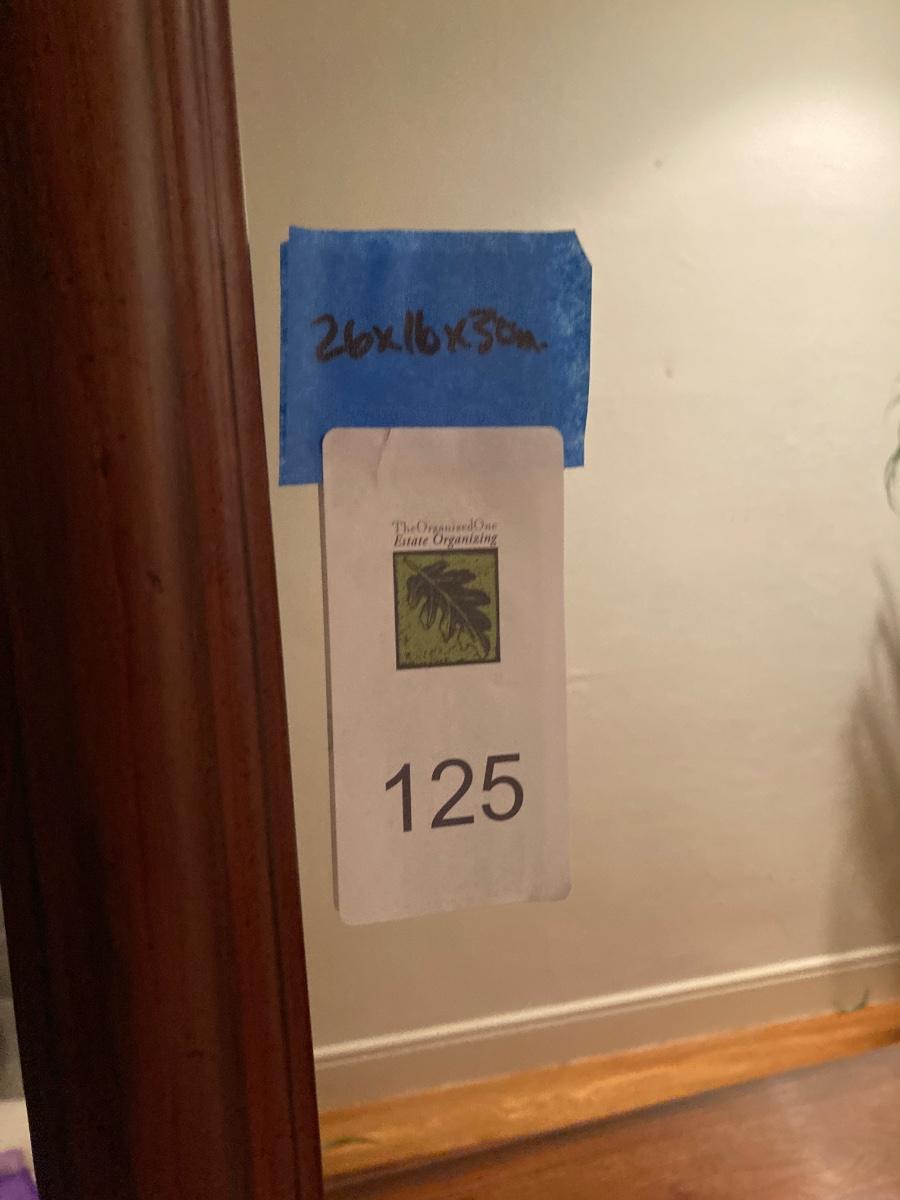 26x16x30in.
TheOrganizedOne
Estate Organizing
125